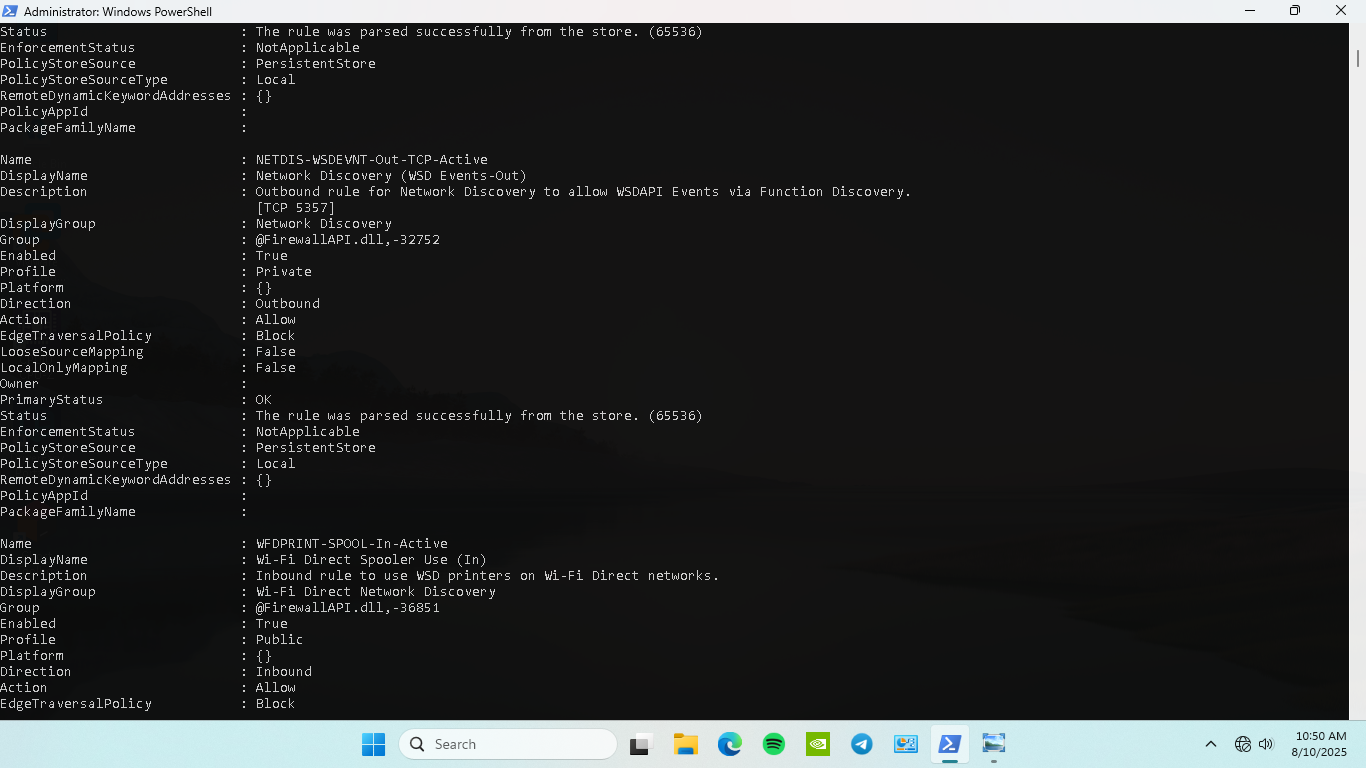 Administrator: Windows PowerShell
Status : The rule was parsed successfully from the store. (65536)
EnforcementStatus : NotApplicable
PolicyStoreSource : PersistentStore
PolicyStoreSourceType : Local
RemoteDynamicKeywordAddresses : {}
PolicyAppId :
PackageFamilyName :
Name : NETDIS-WSDEVNT-Out-TCP-Active
DisplayName : Network Discovery (WSD Events-Out)
Description : Outbound rule for Network Discovery to allow WSDAPI Events via Function Discovery.
[TCP 5357]
DisplayGroup : Network Discovery
Group : @FirewallAPI.dll,-32752
Enabled : True
Profile : Private
Platform : {}
Direction : Outbound
Action : Allow
EdgeTraversalPolicy : Block
LooseSourceMapping : False
LocalOnlyMapping : False
Owner :
PrimaryStatus : OK
Status : The rule was parsed successfully from the store. (65536)
EnforcementStatus : NotApplicable
PolicyStoreSource : PersistentStore
PolicyStoreSourceType : Local
RemoteDynamicKeywordAddresses : {}
PolicyAppId :
PackageFamilyName :
Name : WFDPRINT-SPOOL-In-Active
DisplayName : Wi-Fi Direct Spooler Use (In)
Description : Inbound rule to use WSD printers on Wi-Fi Direct networks.
DisplayGroup : Wi-Fi Direct Network Discovery
Group : @FirewallAPI.dll,-36851
Enabled : True
Profile : Public
Platform : {}
Direction : Inbound
Action : Allow
EdgeTraversalPolicy : Block
Search
10:50 AM
8/10/2025